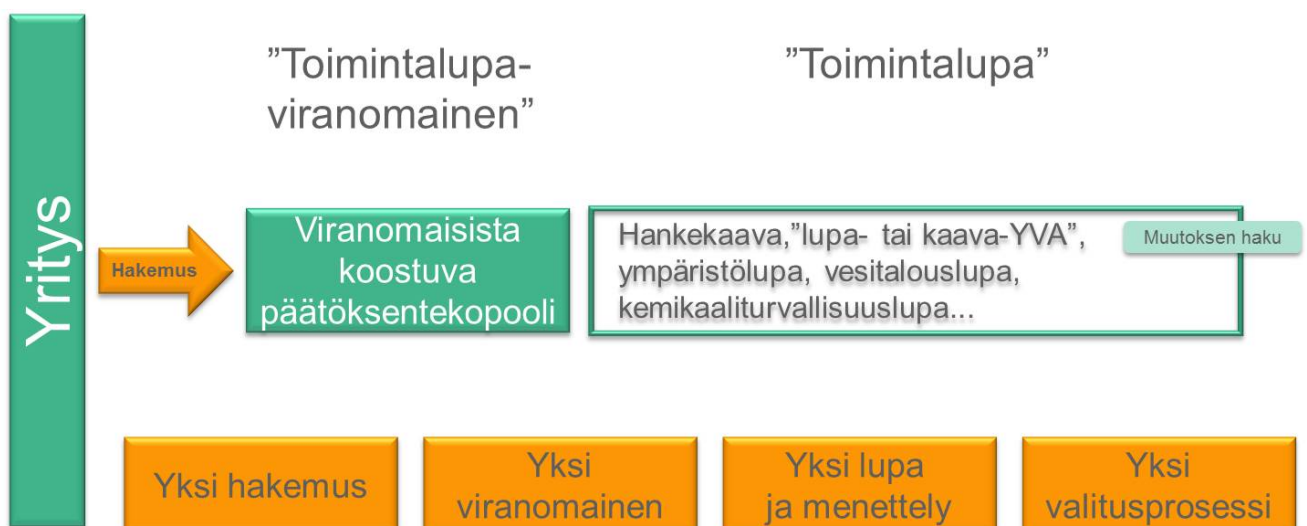 Yritys
"Toimintalupa-
viranomainen"
"Toimintalupa"
Hakemus
Viranomaisista
koostuva
päätöksentekopooli
Hankekaava,"lupa- tai kaava-YVA",
ympäristölupa, vesitalouslupa,
kemikaaliturvallisuuslupa...
Muutoksen haku
Yksi hakemus
Yksi
viranomainen
Yksi lupa
ja menettely
Yksi
valitusprosessi